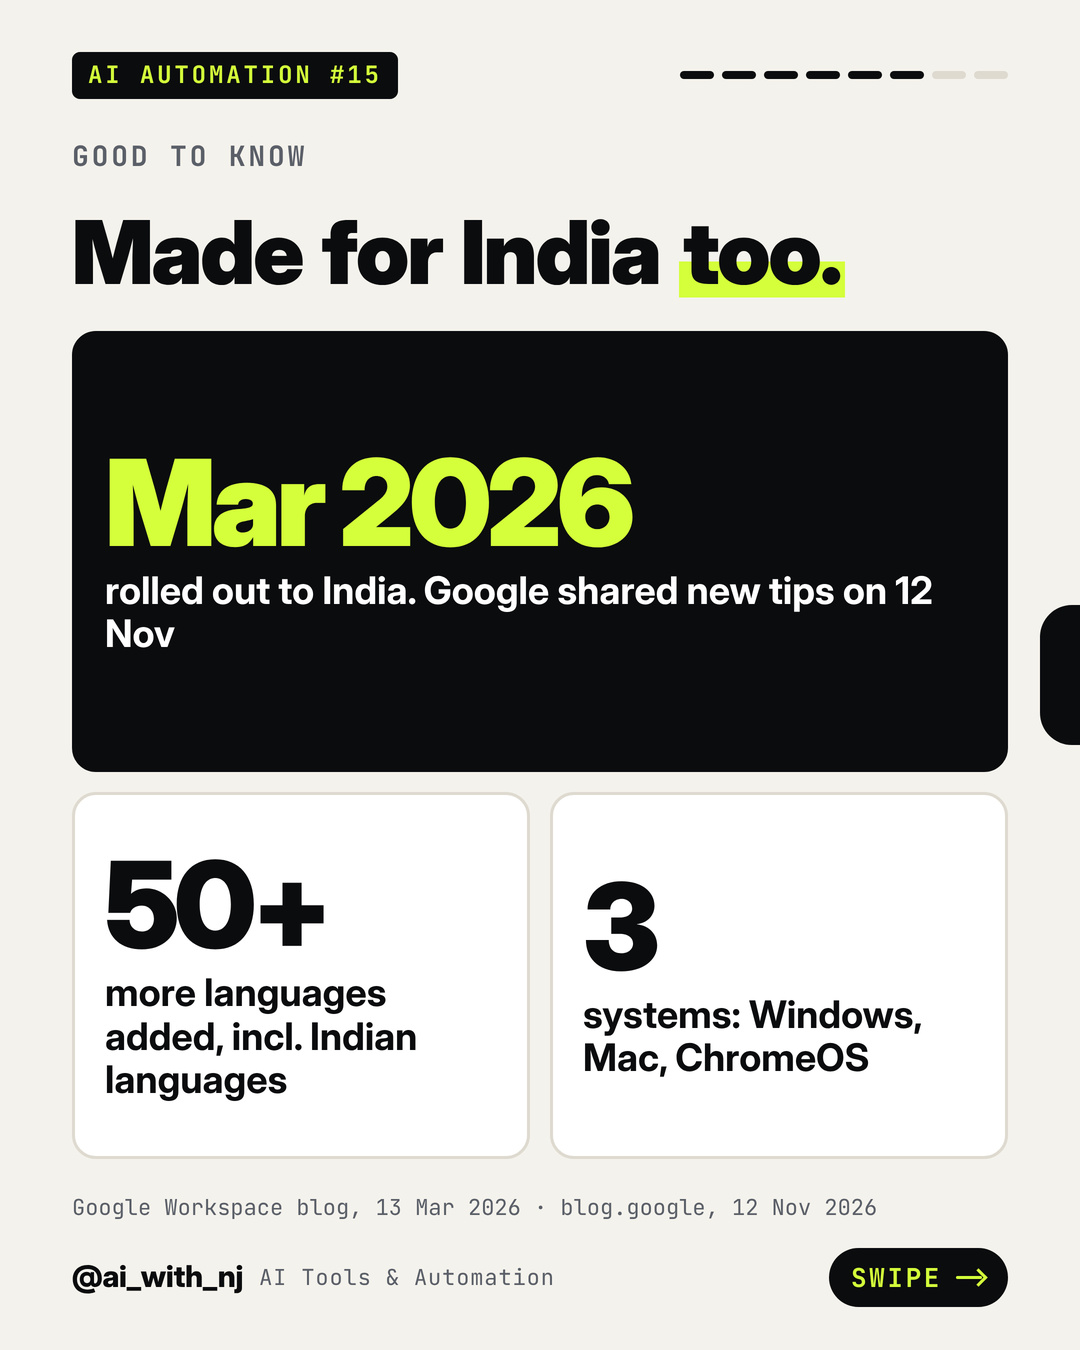 AI AUTOMATION #15
GOOD TO KNOW
Made for India too.
Mar 2026
rolled out to India. Google shared new tips on 12
Nov
50+
more languages
added, incl. Indian
languages
3
systems: Windows,
Mac, ChromeOS
Google Workspace blog, 13 Mar 2026 · blog.google, 12 Nov 2026
@ai_with_nj AI Tools & Automation
SWIPE →